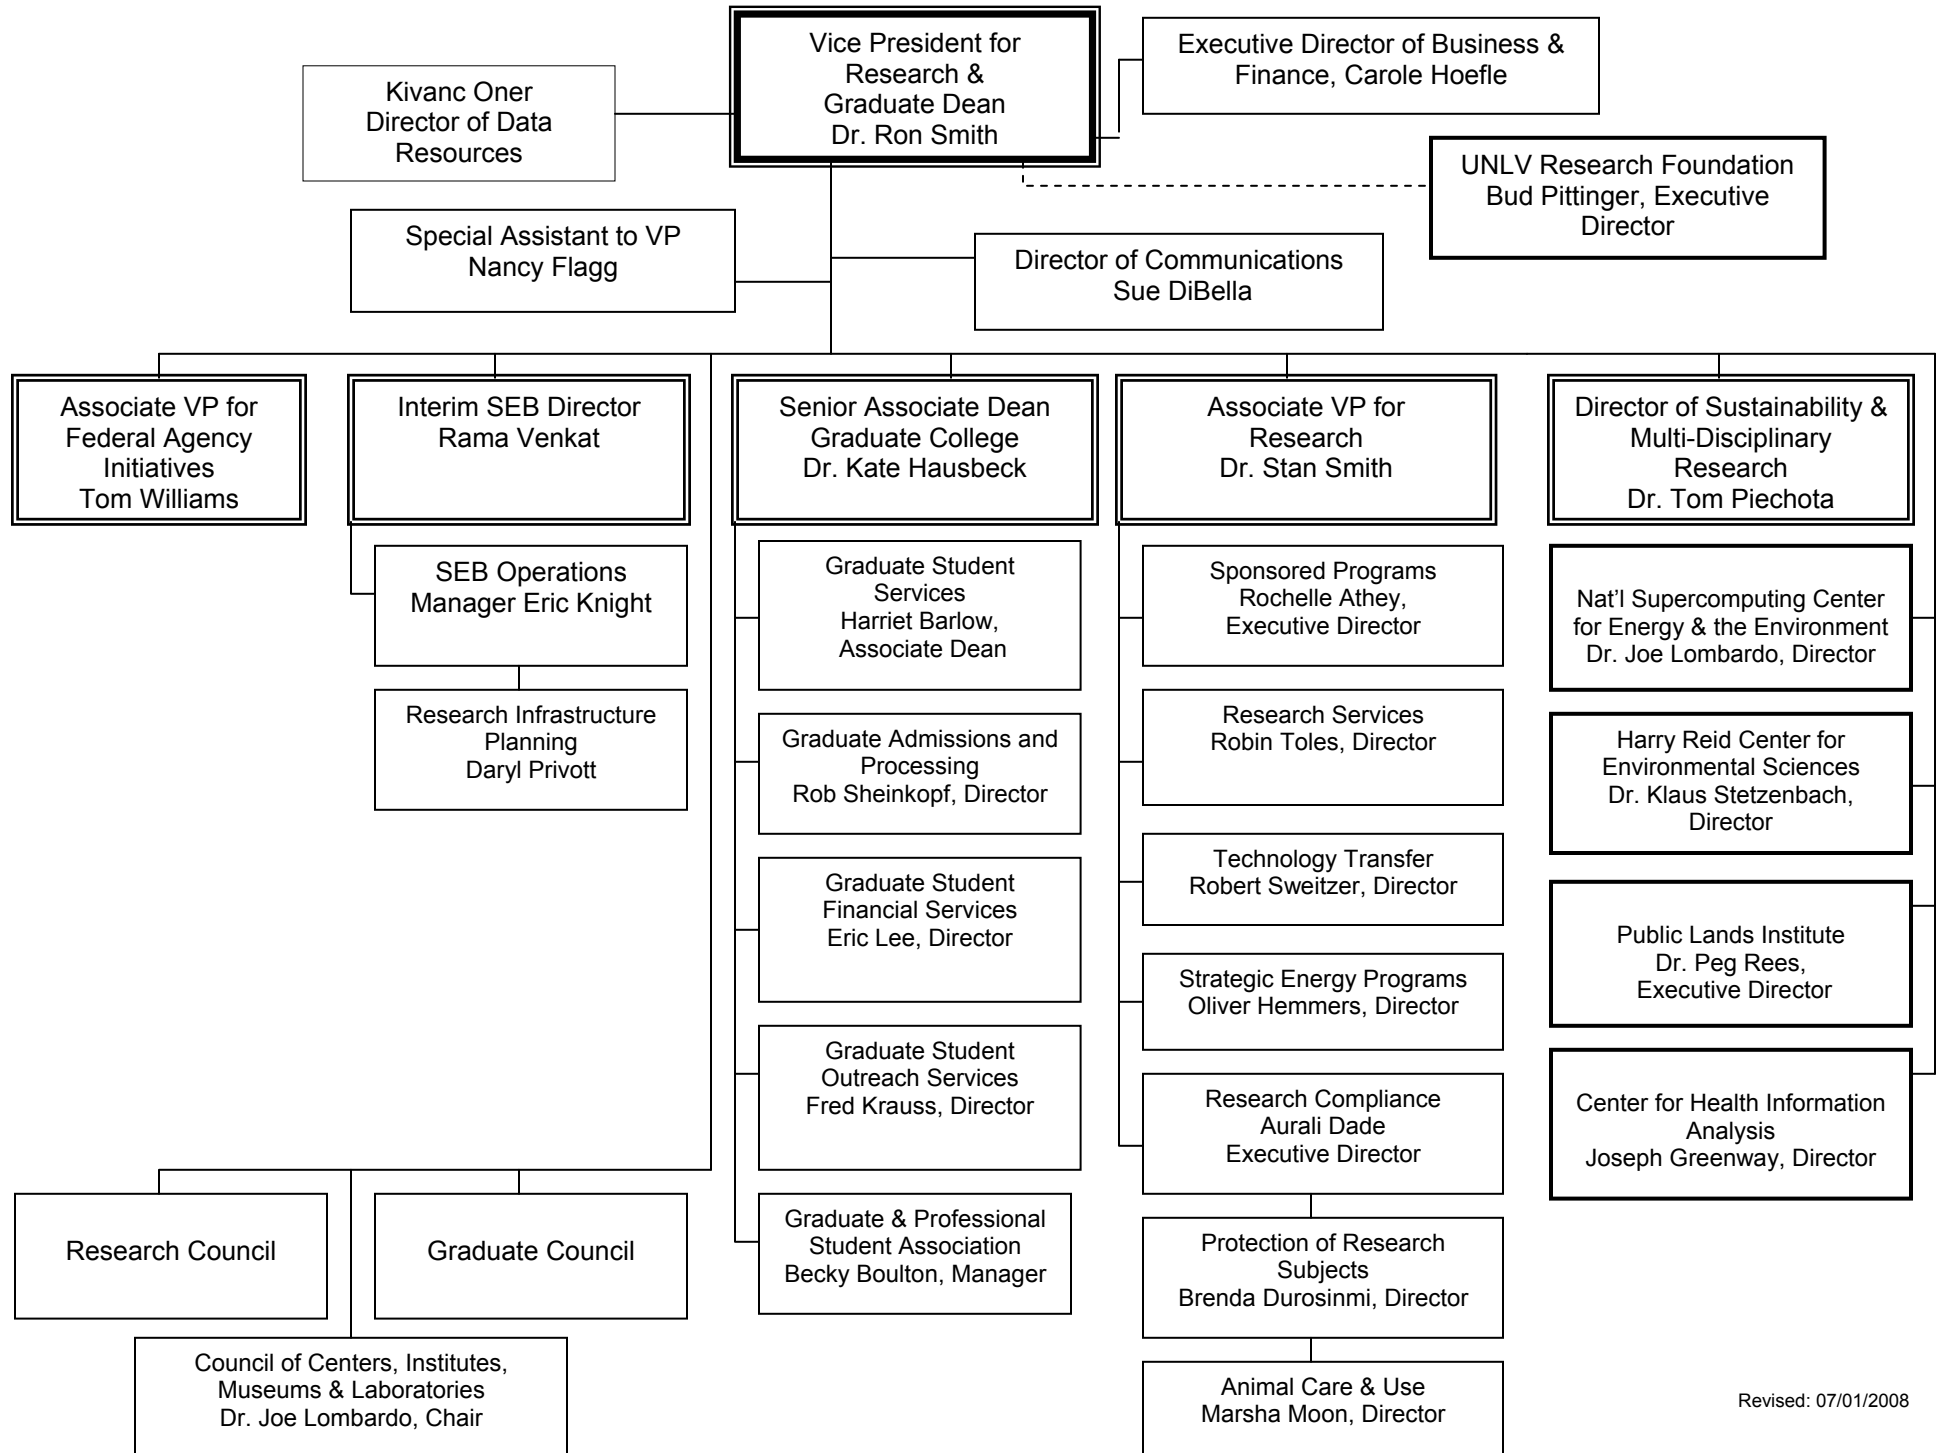 Vice President for
Research &
Graduate Dean
Dr. Ron Smith
Executive Director of Business &
Finance, Carole Hoefle
Kivanc Oner
Director of Data
Resources
UNLV Research Foundation
Bud Pittinger, Executive
Director
Special Assistant to VP
Nancy Flagg
Director of Communications
Sue DiBella
Associate VP for
Federal Agency
Initiatives
Tom Williams
Interim SEB Director
Rama Venkat
Senior Associate Dean
Graduate College
Dr. Kate Hausbeck
Associate VP for
Research
Dr. Stan Smith
Director of Sustainability &
Multi-Disciplinary
Research
Dr. Tom Piechota
SEB Operations
Manager Eric Knight
Research Infrastructure
Planning
Daryl Privott
Graduate Student
Services
Harriet Barlow,
Associate Dean
Graduate Admissions and
Processing
Rob Sheinkopf, Director
Graduate Student
Financial Services
Eric Lee, Director
Graduate Student
Outreach Services
Fred Krauss, Director
Graduate & Professional
Student Association
Becky Boulton, Manager
Sponsored Programs
Rochelle Athey,
Executive Director
Research Services
Robin Toles, Director
Technology Transfer
Robert Sweitzer, Director
Strategic Energy Programs
Oliver Hemmers, Director
Research Compliance
Aurali Dade
Executive Director
Protection of Research
Subjects
Brenda Durosinmi, Director
Animal Care & Use
Marsha Moon, Director
Nat’l Supercomputing Center
for Energy & the Environment
Dr. Joe Lombardo, Director
Harry Reid Center for
Environmental Sciences
Dr. Klaus Stetzenbach,
Director
Public Lands Institute
Dr. Peg Rees,
Executive Director
Center for Health Information
Analysis
Joseph Greenway, Director
Research Council
Graduate Council
Council of Centers, Institutes,
Museums & Laboratories
Dr. Joe Lombardo, Chair
Revised: 07/01/2008